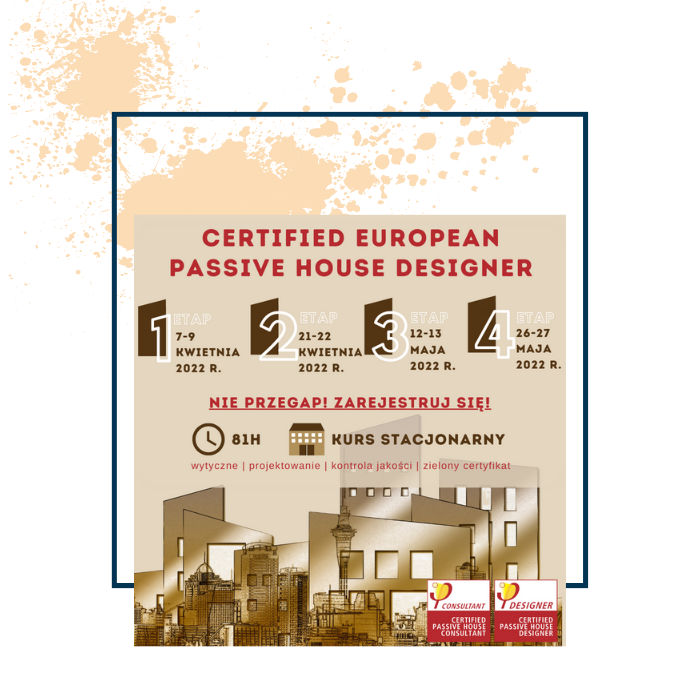 CERTIFIED EUROPEAN
PASSIVE HOUSE DESIGNER
1 ETAP
7-9
KWIETNIA
2022 R.
2 ETAP
21-22
KWIETNIA
2022 R.
3 ETAP
12-13
MAJA
2022 R.
4 ETAP
26-27
MAJA
2022 R.
NIE PRZEGAP! ZAREJESTRUJ SIĘ!
81H KURS STACJONARNY
wytyczne | projektowanie | kontrola jakości | zielony certyfikat
CONSULTANT
CERTIFIED
PASSIVE HOUSE
CONSULTANT
DESIGNER
CERTIFIED
PASSIVE HOUSE
DESIGNER